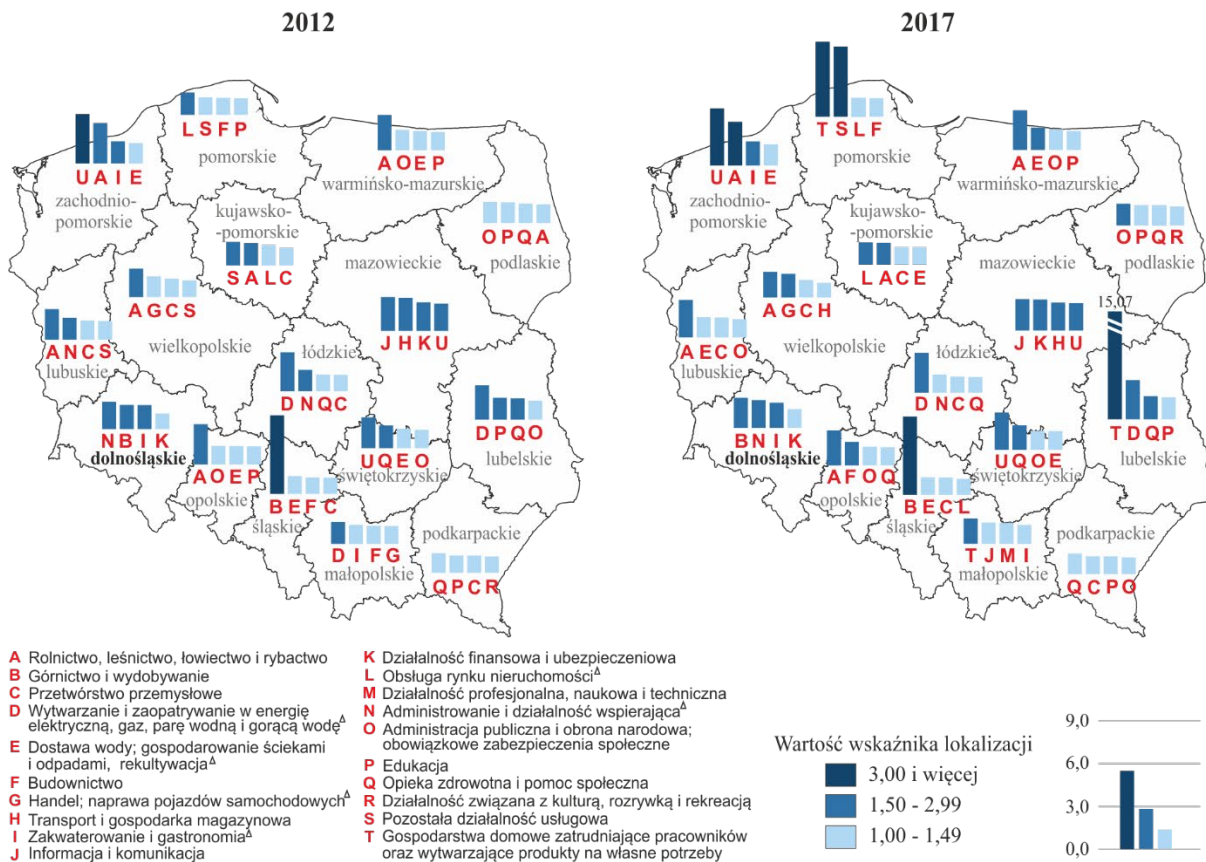 2012
2017
L S F P
pomorskie
U A I E
zachodnio-
pomorskie
A O E P
warmińsko-mazurskie
kujawsko-
-pomorskie
S A L C
O P Q A
podlaskie
mazowieckie
A G C S
wielkopolskie
J H K U
A N C S
lubuskie
łódzkie
D N Q C
N B I K
dolnośląskie
D P Q O
lubelskie
A O E P
opolskie
U Q E O
świętokrzyskie
B E F C
śląskie
D I F G
małopolskie
podkarpackie
Q P C R
T S L F
pomorskie
U A I E
zachodnio-
pomorskie
A E O P
warmińsko-mazurskie
kujawsko-
-pomorskie
L A C E
O P Q R
podlaskie
mazowieckie
A G C H
wielkopolskie
J K H U
15,07
A E C O
lubuskie
łódzkie
D N C Q
B N I K
dolnośląskie
T D Q P
lubelskie
A F O Q
opolskie
U Q O E
świętokrzyskie
B E C L
śląskie
T J M I
małopolskie
podkarpackie
Q C P O
A Rolnictwo, leśnictwo, łowiectwo i rybactwo
B Górnictwo i wydobywanie
C Przetwórstwo przemysłowe
D Wytwarzanie i zaopatrywanie w energię
elektryczną, gaz, parę wodną i gorącą wodę∆
E Dostawa wody; gospodarowanie ściekami
i odpadami, rekultywacja∆
F Budownictwo
G Handel; naprawa pojazdów samochodowych∆
H Transport i gospodarka magazynowa
I Zakwaterowanie i gastronomia∆
J Informacja i komunikacja
K Działalność finansowa i ubezpieczeniowa
L Obsługa rynku nieruchomości∆
M Działalność profesjonalna, naukowa i techniczna
N Administrowanie i działalność wspierająca∆
O Administracja publiczna i obrona narodowa;
obowiązkowe zabezpieczenia społeczne
P Edukacja
Q Opieka zdrowotna i pomoc społeczna
R Działalność związana z kulturą, rozrywką i rekreacją
S Pozostała działalność usługowa
T Gospodarstwa domowe zatrudniające pracowników
oraz wytwarzające produkty na własne potrzeby
Wartość wskaźnika lokalizacji
3,00 i więcej
1,50 - 2,99
1,00 - 1,49
9,0
6,0
3,0
0,0